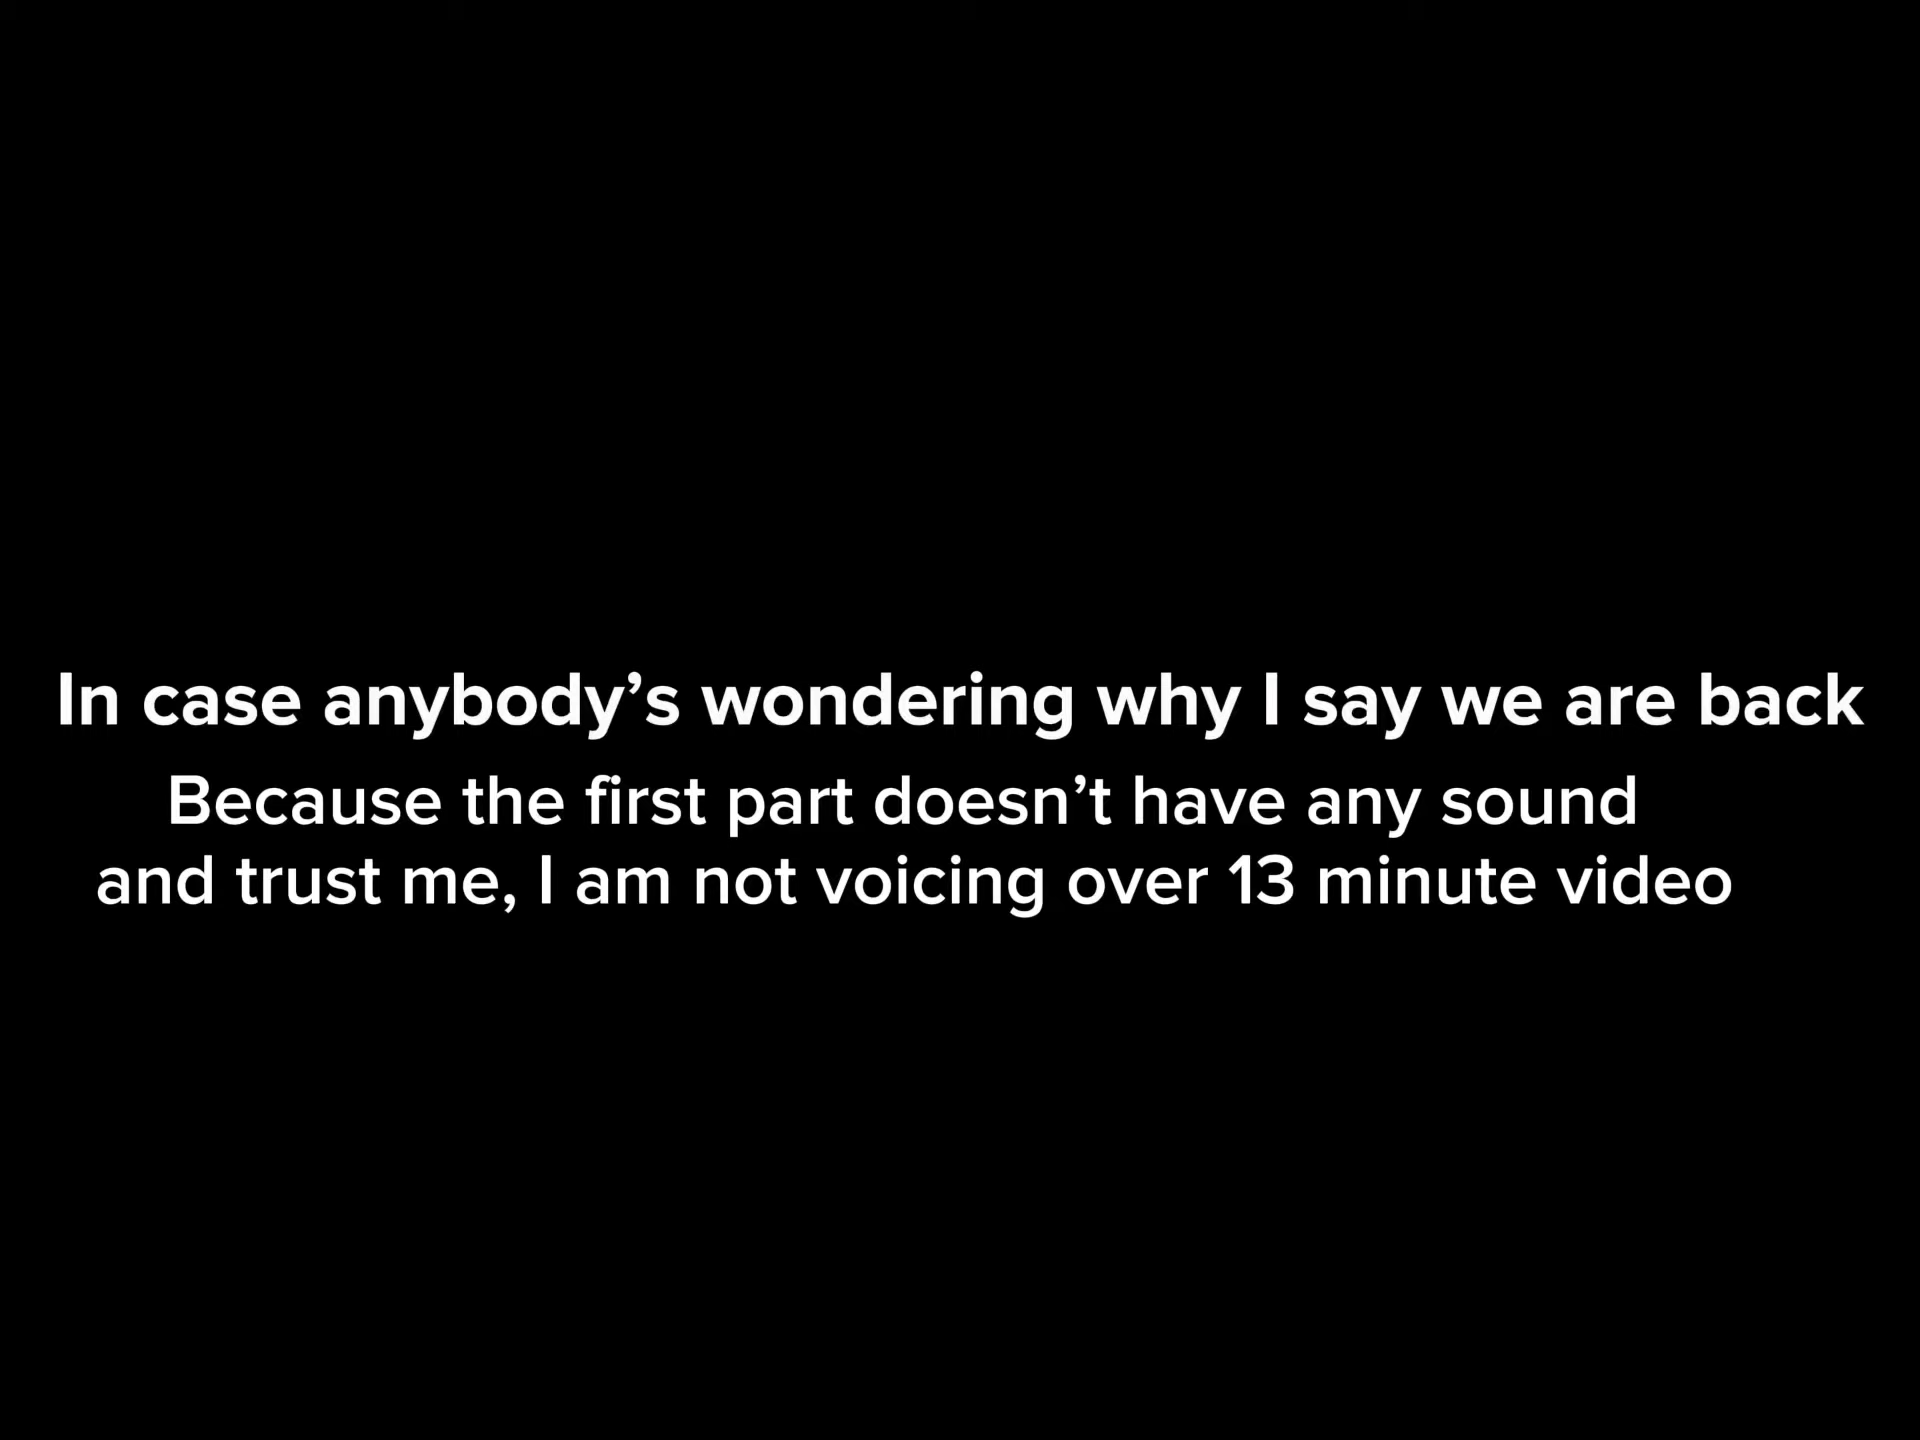 In case anybody’s wondering why I say we are back
Because the first part doesn’t have any sound
and trust me, I am not voicing over 13 minute video